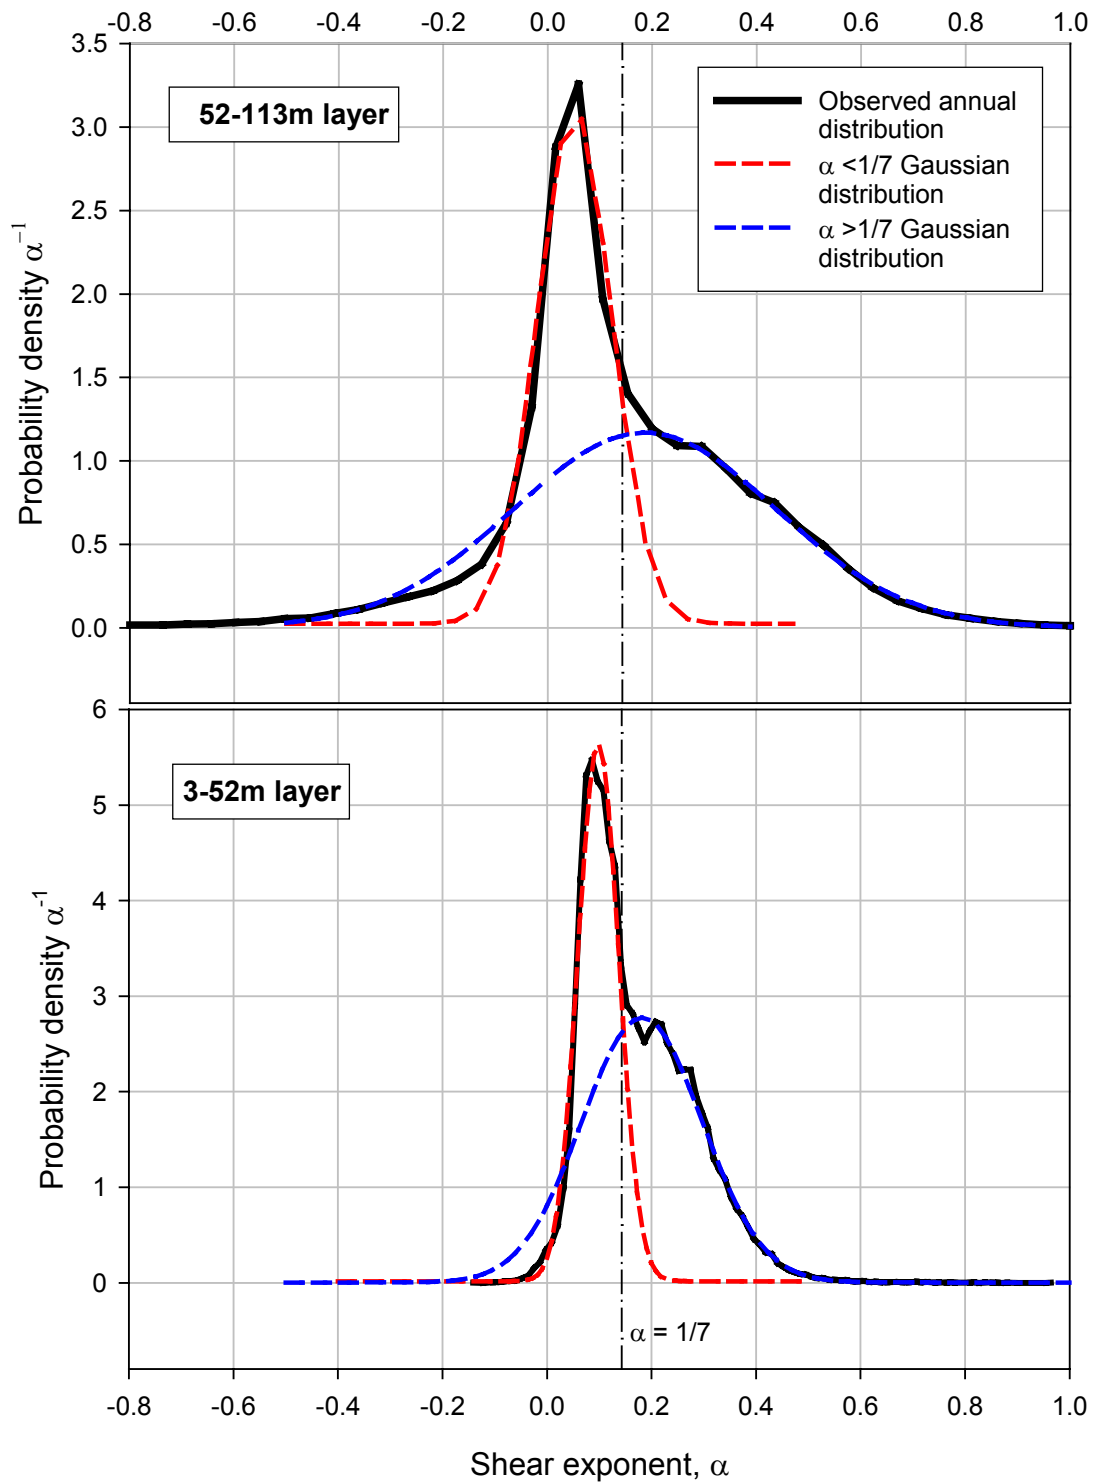 -0.8 -0.6 -0.4 -0.2 0.0 0.2 0.4 0.6 0.8 1.0
3.5
3.0
2.5
2.0
1.5
1.0
0.5
0.0
Probability density α⁻¹
52-113m layer
Observed annual
distribution
α <1/7 Gaussian
distribution
α >1/7 Gaussian
distribution
6
5
4
3
2
1
0
Probability density α⁻¹
3-52m layer
α = 1/7
-0.8 -0.6 -0.4 -0.2 0.0 0.2 0.4 0.6 0.8 1.0
Shear exponent, α